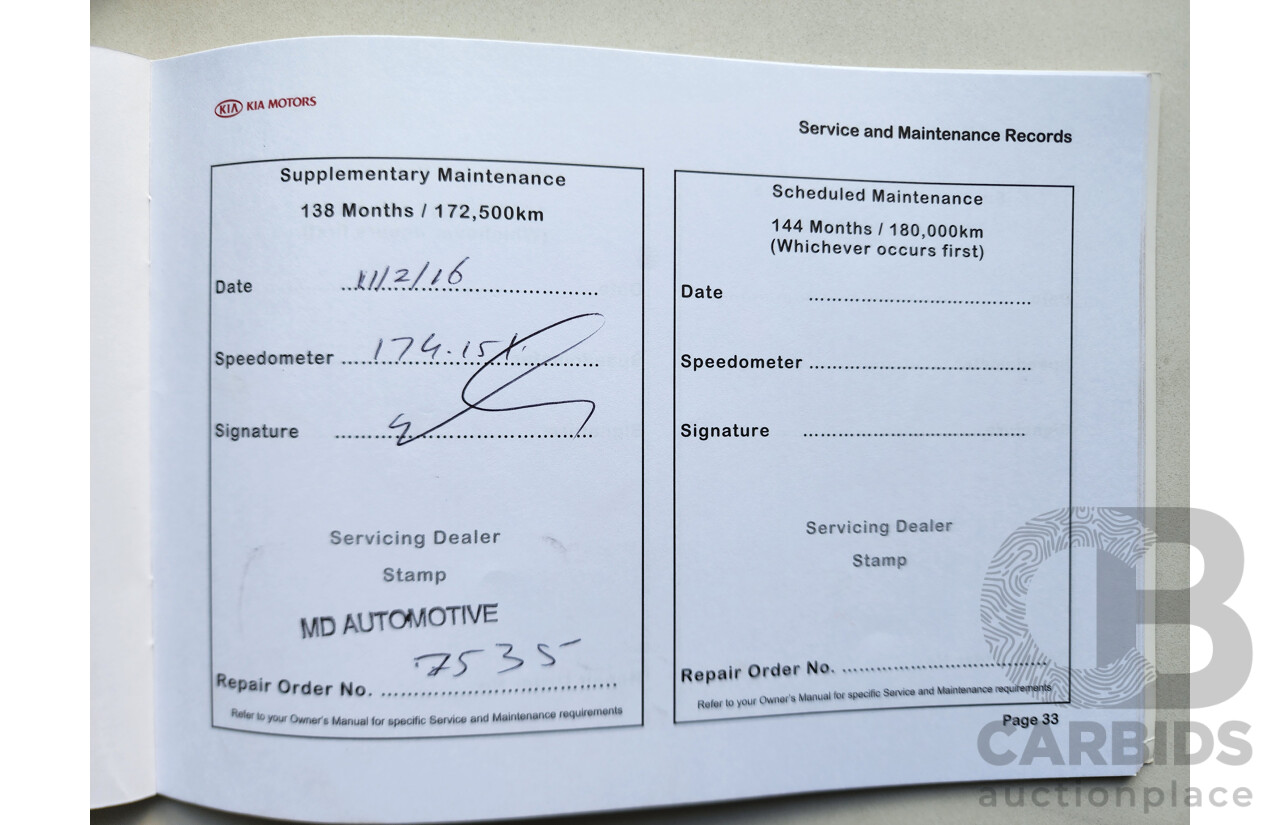 KIA KIA MOTORS
Service and Maintenance Records
Supplementary Maintenance
138 Months / 172,500km
Date 11/2/16
Speedometer
Signature
Servicing Dealer
Stamp
MD AUTOMOTIVE
7535
Repair Order No.
Refer to your Owner's Manual for specific Service and Maintenance requirements
Scheduled Maintenance
144 Months / 180,000km
(Whichever occurs first)
Date
Speedometer
Signature
Servicing Dealer
Stamp
Repair Order No.
Refer to your Owner's Manual for specific Service and Maintenance requirements
Page 33
CARBIDS
auctionplace